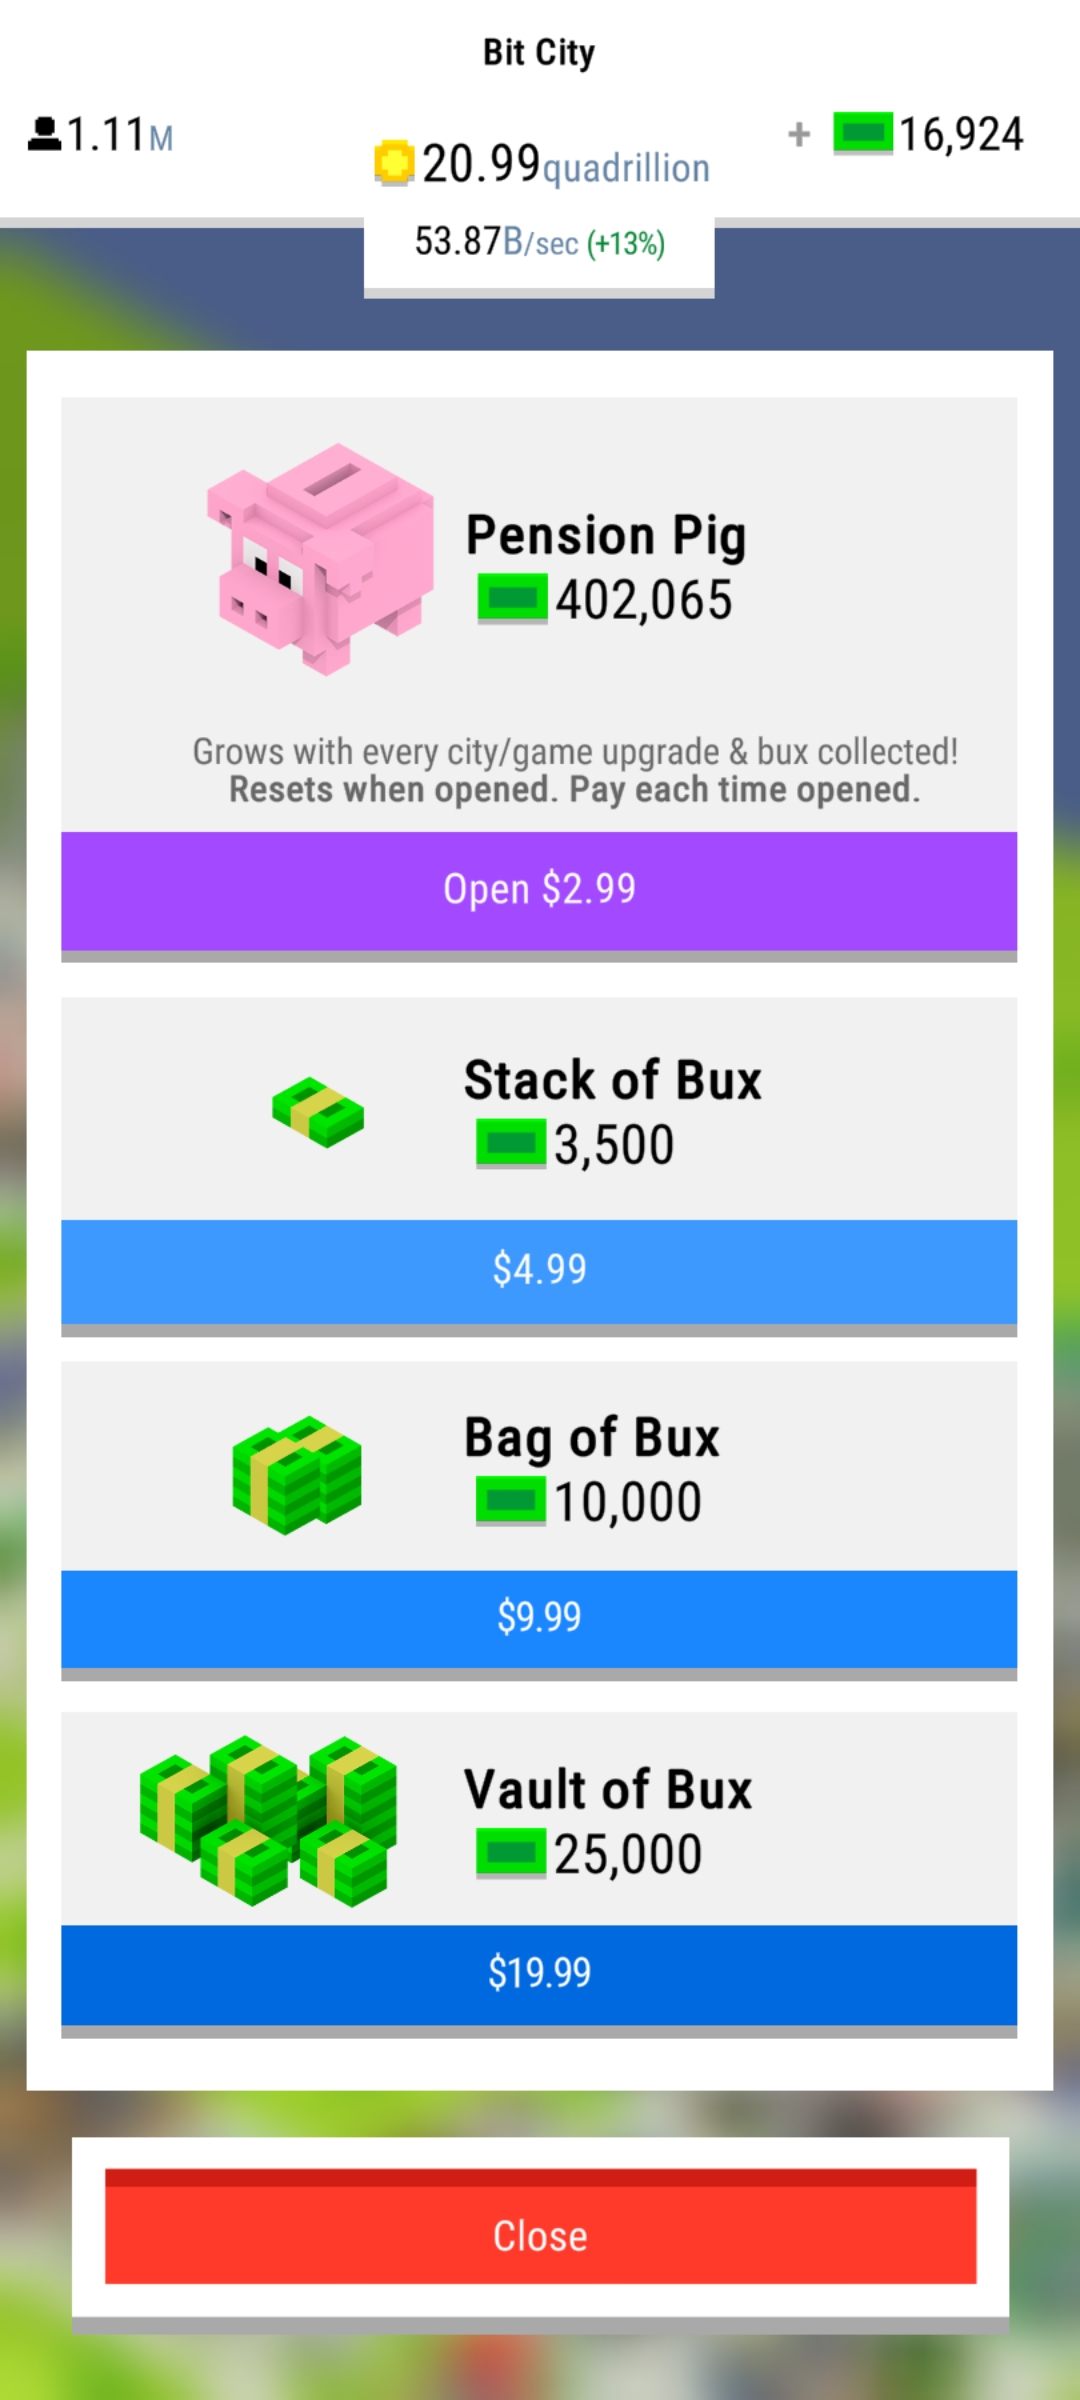 Bit City
1.11M
20.99quadrillion
+ 16,924
53.87B/sec (+13%)
Pension Pig
402,065
Grows with every city/game upgrade & bux collected!
Resets when opened. Pay each time opened.
Open $2.99
Stack of Bux
3,500
$4.99
Bag of Bux
10,000
$9.99
Vault of Bux
25,000
$19.99
Close